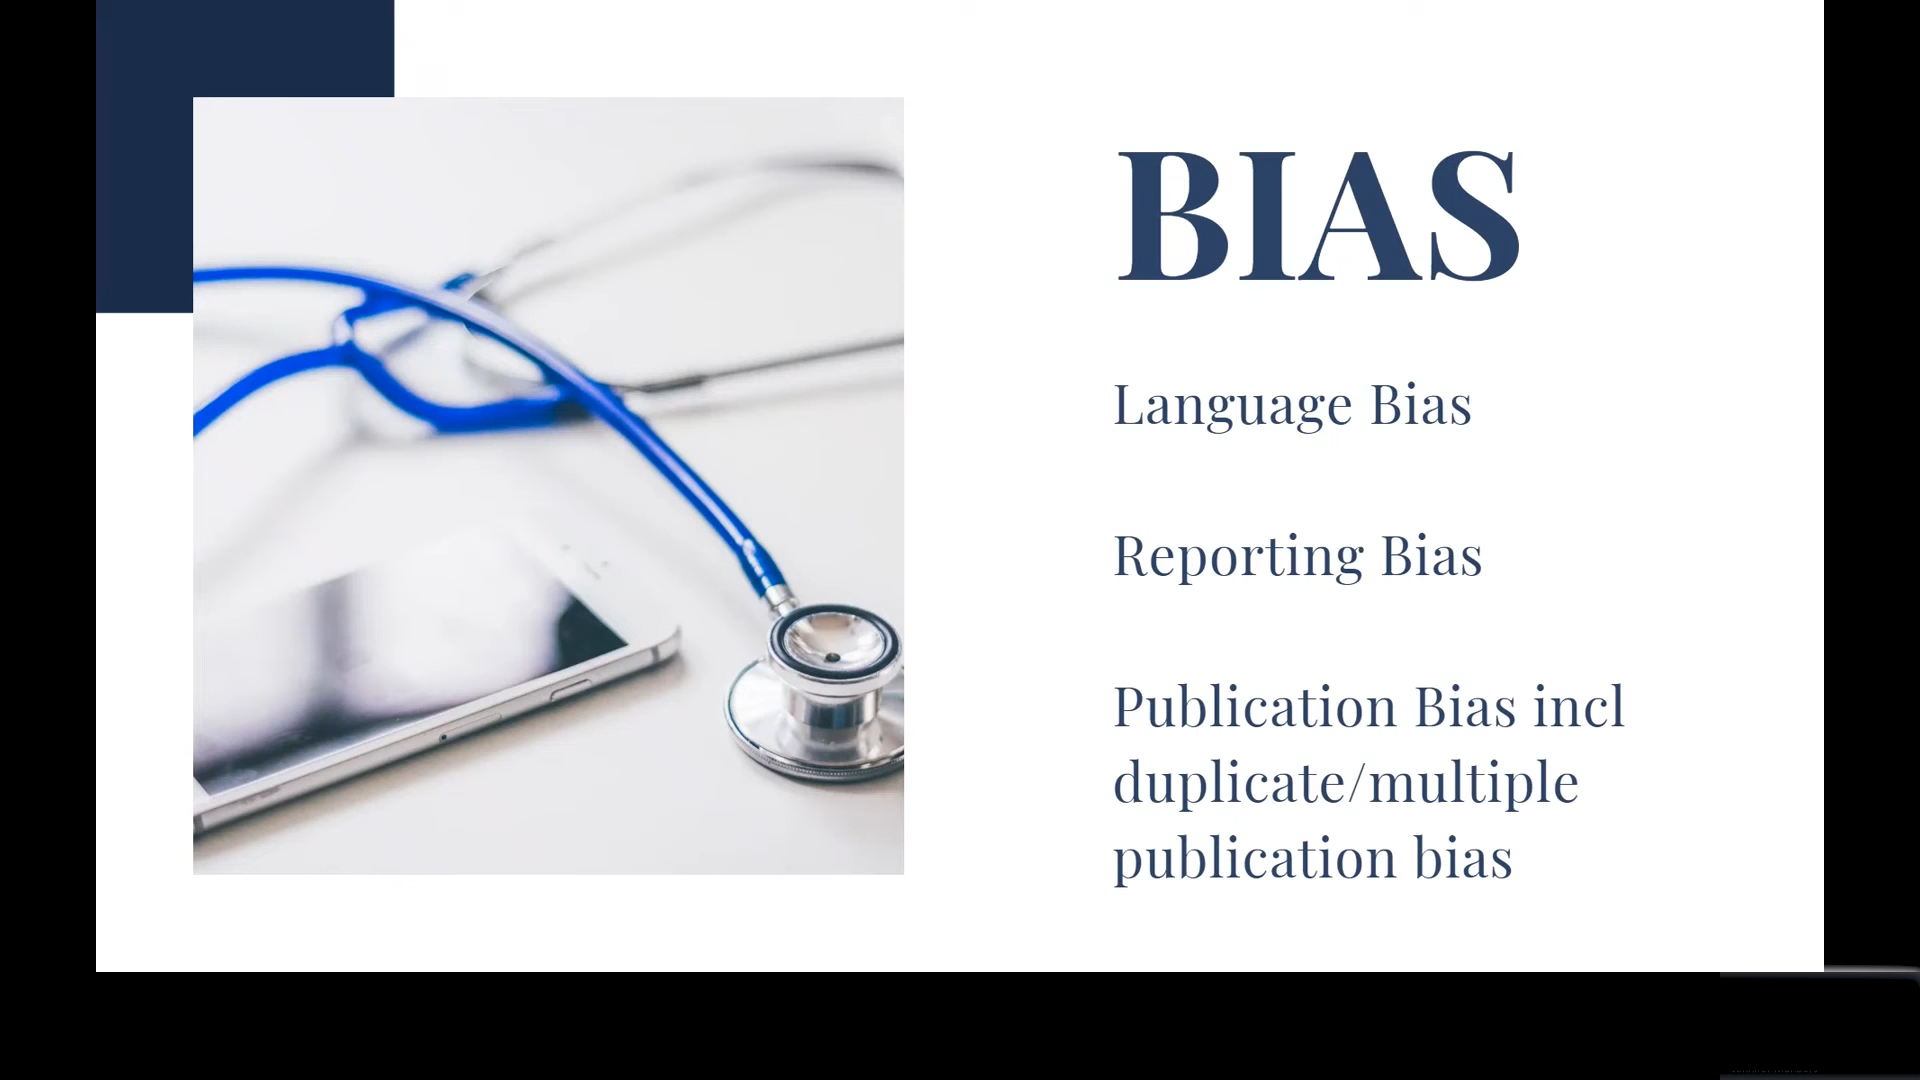 BIAS
Language Bias
Reporting Bias
Publication Bias incl
duplicate/multiple
publication bias